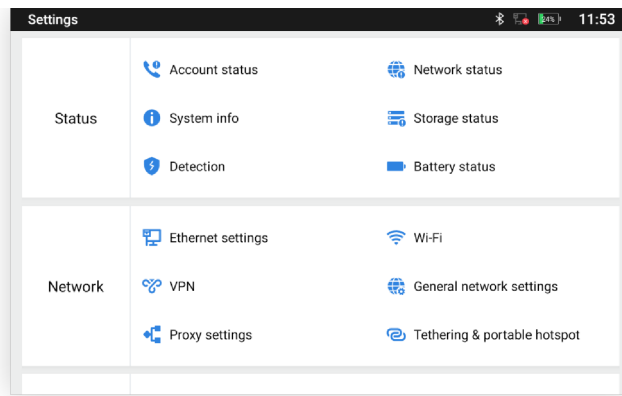 Settings 24% 11:53
Status
Account status
Network status
System info
Storage status
Detection
Battery status
Network
Ethernet settings
Wi-Fi
VPN
General network settings
Proxy settings
Tethering & portable hotspot